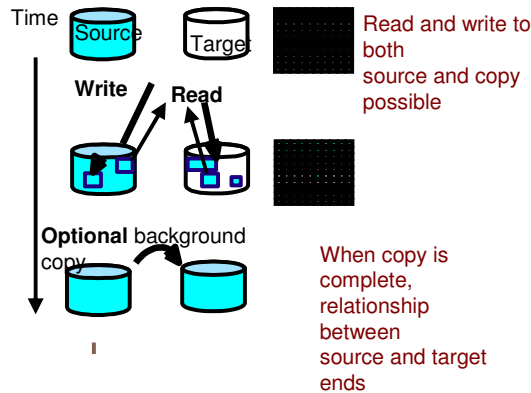 Time
Source
Target
Read and write to
both
source and copy
possible
Write
Read
Optional background
copy
When copy is
complete,
relationship
between
source and target
ends